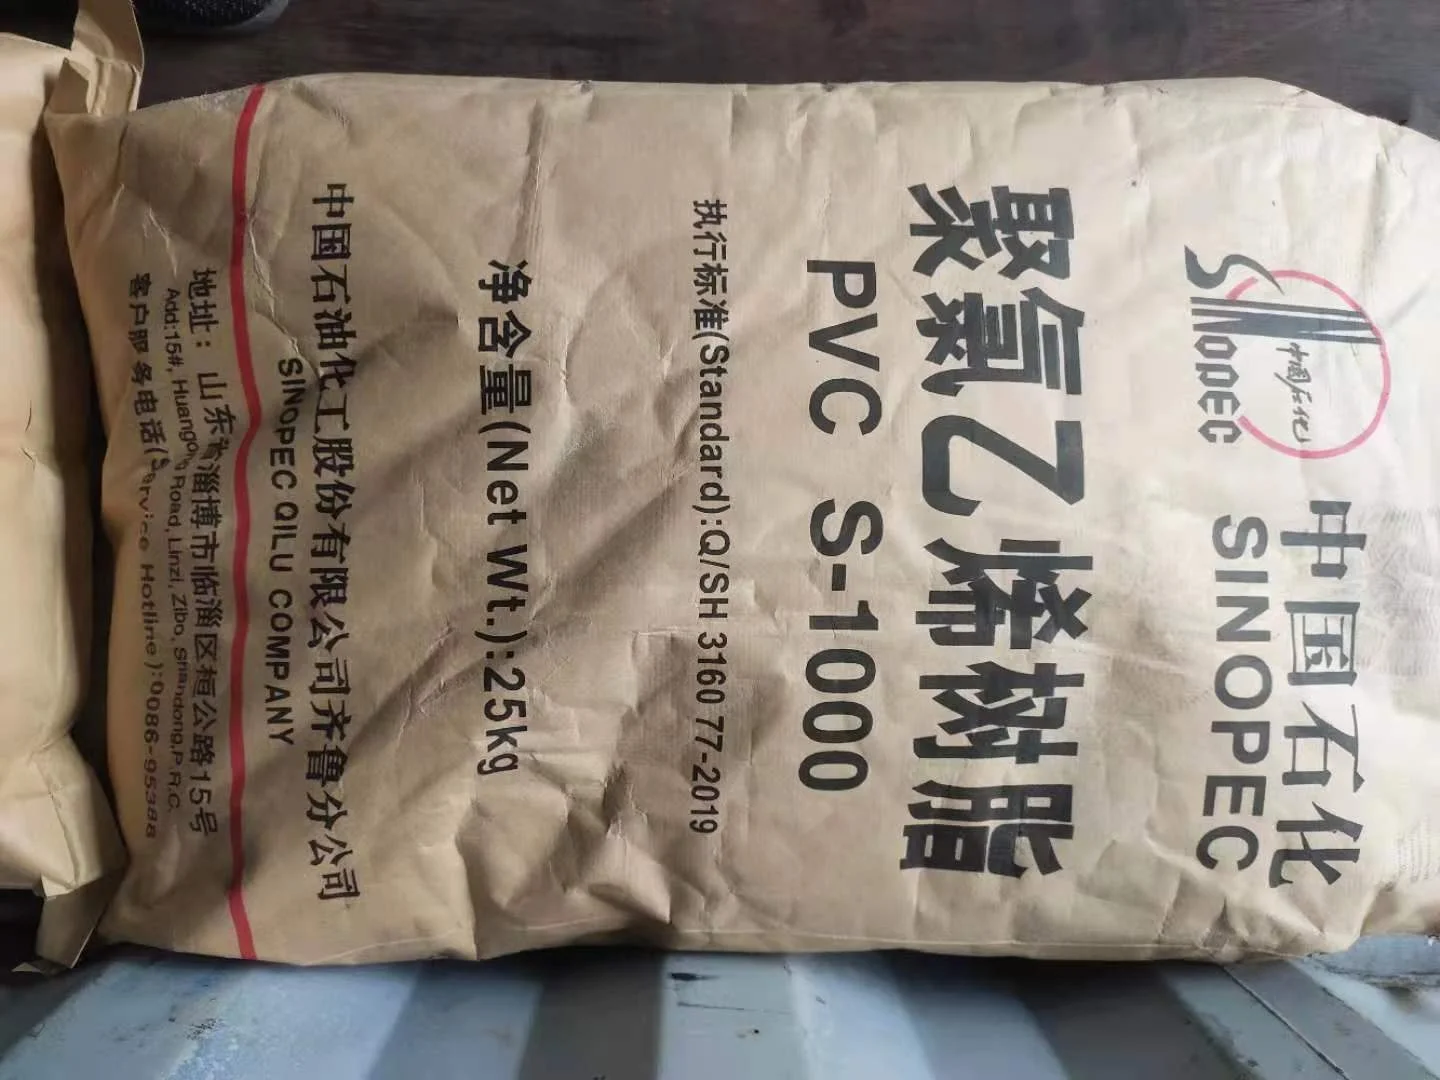 SINOPEC
中国石化
中国石化
SINOPEC
聚氯乙烯树脂
PVC S-1000
执行标准(Standard):Q/SH 3160 77-2019
净含量(Net Wt.):25kg
中国石油化工股份有限公司齐鲁分公司
SINOPEC QILU COMPANY
地址：山东省淄博市临淄区桓公路15号
Add:15#, Huangong Road, Linzi, Zibo, Shandong,P.R.C.
客户服务电话(Service Hotline):0086-95388